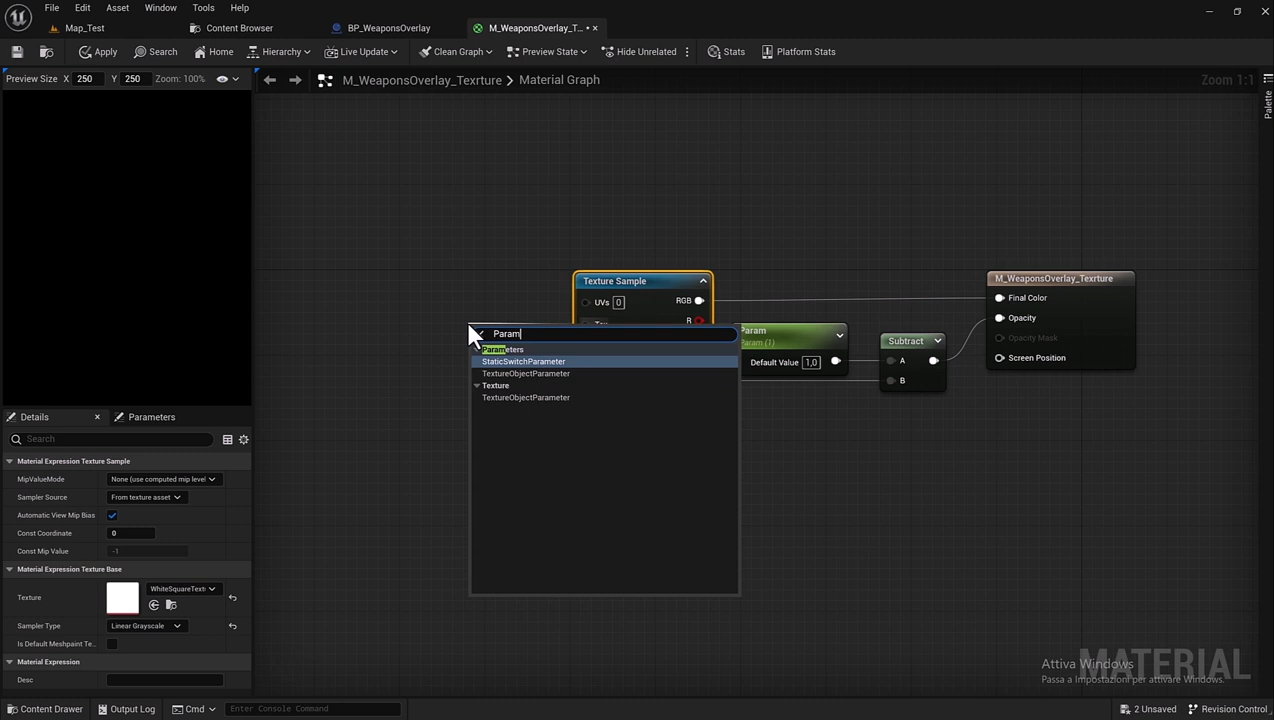 File Edit Asset Window Tools Help
Map_Test Content Browser BP_WeaponsOverlay M_WeaponsOverlay_T... •
Apply Search Home Hierarchy Live Update Clean Graph Preview State Hide Unrelated Stats Platform Stats
Preview Size X 250 Y 250 Zoom: 100%
M_WeaponsOverlay_Texrture > Material Graph
Zoom 1:1
Palette
Texture Sample
UVs 0 RGB
R
M_WeaponsOverlay_Texrture
Final Color
Opacity
Opacity Mask
Screen Position
Param
Param (1)
Default Value 1,0
Subtract
A
B
Param
Parameters
StaticSwitchParameter
TextureObjectParameter
Texture
TextureObjectParameter
Details Parameters
Search
Material Expression Texture Sample
MipValueMode None (use computed mip level
Sampler Source From texture asset
Automatic View Mip Bias
Const Coordinate 0
Const Mip Value -1
Material Expression Texture Base
Texture WhiteSquareText
Sampler Type Linear Grayscale
Is Default Meshpaint Te...
Material Expression
Desc
MATERIAL
Attiva Windows
Passa a Impostazioni per attivare Windows.
Content Drawer Output Log Cmd Enter Console Command 2 Unsaved Revision Control